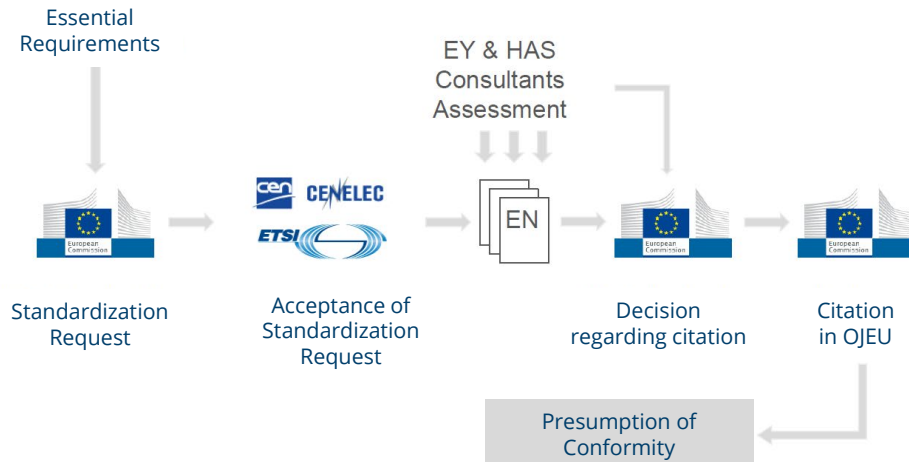 Essential
Requirements
EY & HAS
Consultants
Assessment
European
Commission
cen
CENELEC
ETSI
EN
European
Commission
European
Commission
Standardization
Request
Acceptance of
Standardization
Request
Decision
regarding citation
Citation
in OJEU
Presumption of
Conformity